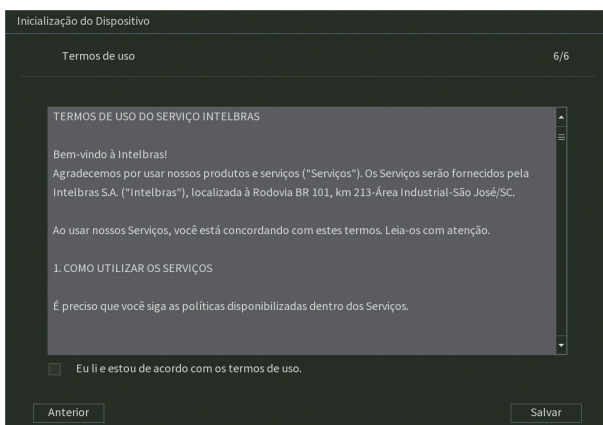 Inicialização do Dispositivo
Termos de uso
6/6
TERMOS DE USO DO SERVIÇO INTELBRAS
Bem-vindo à Intelbras!
Agradecemos por usar nossos produtos e serviços ("Serviços"). Os Serviços serão fornecidos pela
Intelbras S.A. ("Intelbras"), localizada à Rodovia BR 101, km 213-Área Industrial-São José/SC.
Ao usar nossos Serviços, você está concordando com estes termos. Leia-os com atenção.
1. COMO UTILIZAR OS SERVIÇOS
É preciso que você siga as políticas disponibilizadas dentro dos Serviços.
Eu li e estou de acordo com os termos de uso.
Anterior
Salvar